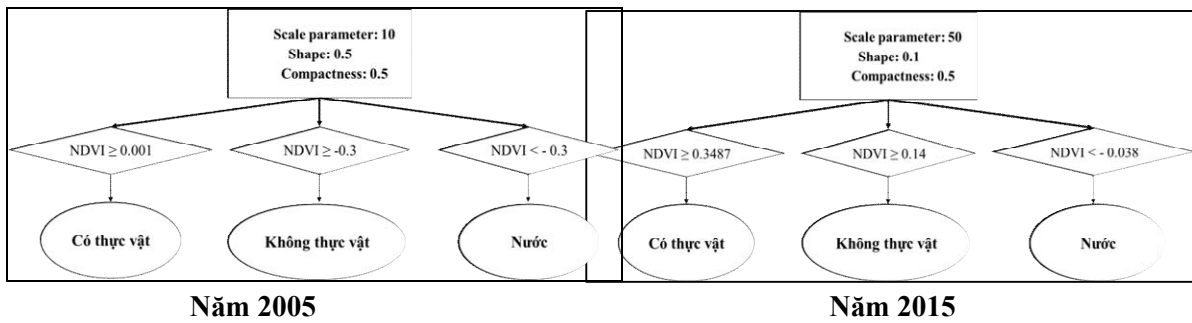 Scale parameter: 10
Shape: 0.5
Compactness: 0.5
NDVI ≥ 0.001
NDVI ≥ -0.3
NDVI < - 0.3
Có thực vật
Không thực vật
Nước
Năm 2005
Scale parameter: 50
Shape: 0.1
Compactness: 0.5
NDVI ≥ 0.3487
NDVI ≥ 0.14
NDVI < - 0.038
Có thực vật
Không thực vật
Nước
Năm 2015